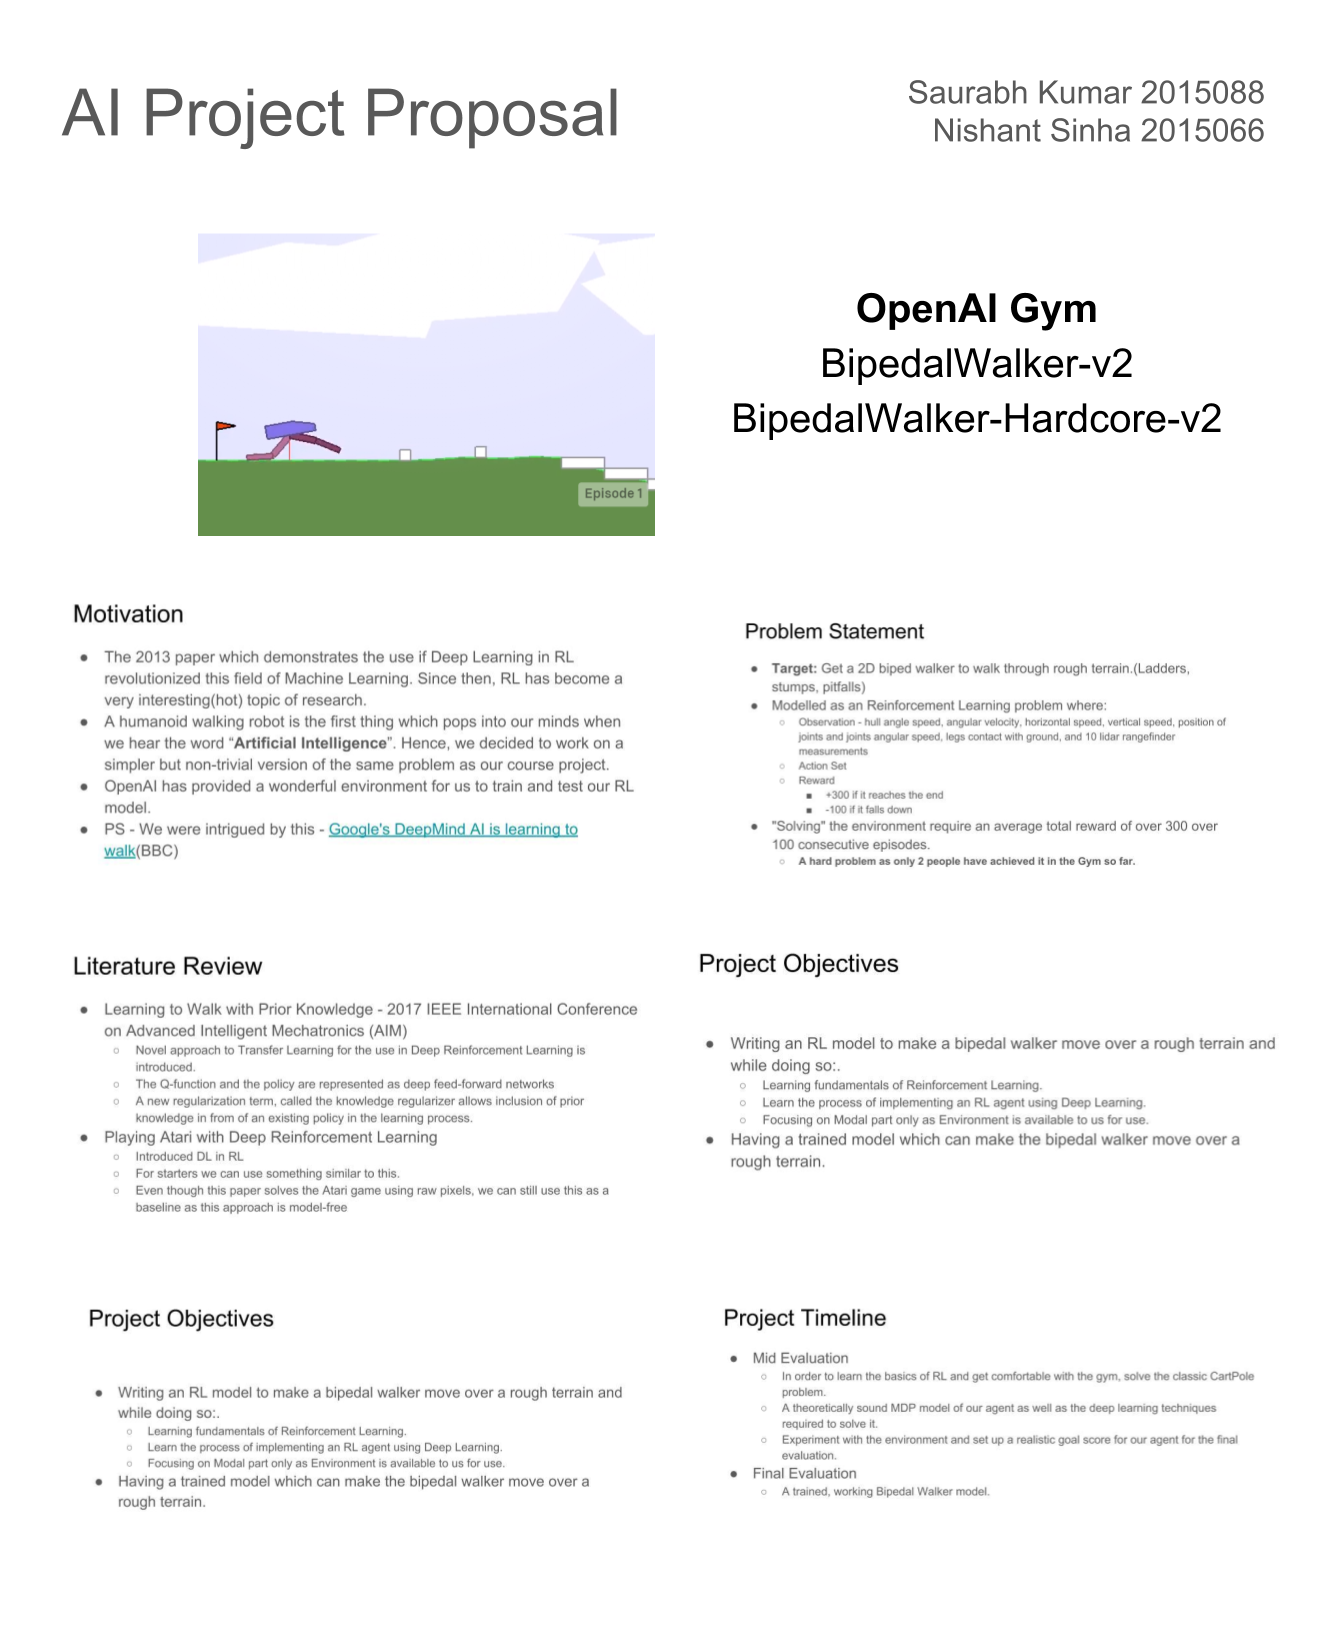 AI Project Proposal
Saurabh Kumar 2015088
Nishant Sinha 2015066
Episode 1
OpenAI Gym
BipedalWalker-v2
BipedalWalker-Hardcore-v2
Motivation
● The 2013 paper which demonstrates the use if Deep Learning in RL
revolutionized this field of Machine Learning. Since then, RL has become a
very interesting(hot) topic of research.
● A humanoid walking robot is the first thing which pops into our minds when
we hear the word “Artificial Intelligence”. Hence, we decided to work on a
simpler but non-trivial version of the same problem as our course project.
● OpenAI has provided a wonderful environment for us to train and test our RL
model.
● PS - We were intrigued by this - Google's DeepMind AI is learning to
walk(BBC)
Problem Statement
● Target: Get a 2D biped walker to walk through rough terrain.(Ladders,
stumps, pitfalls)
● Modelled as an Reinforcement Learning problem where:
○ Observation - hull angle speed, angular velocity, horizontal speed, vertical speed, position of
joints and joints angular speed, legs contact with ground, and 10 lidar rangefinder
measurements
○ Action Set
○ Reward
■ +300 if it reaches the end
■ -100 if it falls down
● "Solving" the environment require an average total reward of over 300 over
100 consecutive episodes.
○ A hard problem as only 2 people have achieved it in the Gym so far.
Literature Review
● Learning to Walk with Prior Knowledge - 2017 IEEE International Conference
on Advanced Intelligent Mechatronics (AIM)
○ Novel approach to Transfer Learning for the use in Deep Reinforcement Learning is
introduced.
○ The Q-function and the policy are represented as deep feed-forward networks
○ A new regularization term, called the knowledge regularizer allows inclusion of prior
knowledge in from of an existing policy in the learning process.
● Playing Atari with Deep Reinforcement Learning
○ Introduced DL in RL
○ For starters we can use something similar to this.
○ Even though this paper solves the Atari game using raw pixels, we can still use this as a
baseline as this approach is model-free
Project Objectives
● Writing an RL model to make a bipedal walker move over a rough terrain and
while doing so:.
○ Learning fundamentals of Reinforcement Learning.
○ Learn the process of implementing an RL agent using Deep Learning.
○ Focusing on Modal part only as Environment is available to us for use.
● Having a trained model which can make the bipedal walker move over a
rough terrain.
Project Objectives
● Writing an RL model to make a bipedal walker move over a rough terrain and
while doing so:.
○ Learning fundamentals of Reinforcement Learning.
○ Learn the process of implementing an RL agent using Deep Learning.
○ Focusing on Modal part only as Environment is available to us for use.
● Having a trained model which can make the bipedal walker move over a
rough terrain.
Project Timeline
● Mid Evaluation
○ In order to learn the basics of RL and get comfortable with the gym, solve the classic CartPole
problem.
○ A theoretically sound MDP model of our agent as well as the deep learning techniques
required to solve it.
○ Experiment with the environment and set up a realistic goal score for our agent for the final
evaluation.
● Final Evaluation
○ A trained, working Bipedal Walker model.